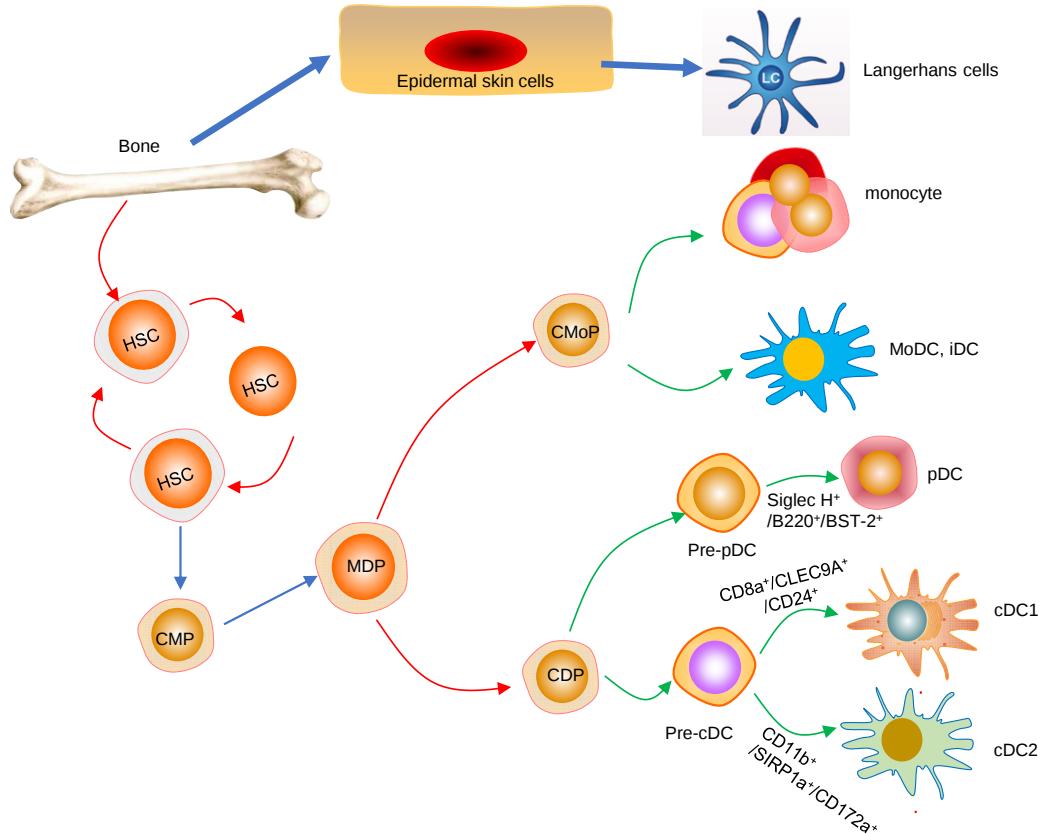 Epidermal skin cells
LC
Langerhans cells
Bone
monocyte
HSC
HSC
HSC
CMoP
MoDC, iDC
pDC
Siglec H⁺
/B220⁺/BST-2⁺
Pre-pDC
MDP
CMP
CD8a⁺/CLEC9A⁺
/CD24⁺
cDC1
CDP
Pre-cDC
CD11b⁺
/SIRP1a⁺/CD172a⁺
cDC2